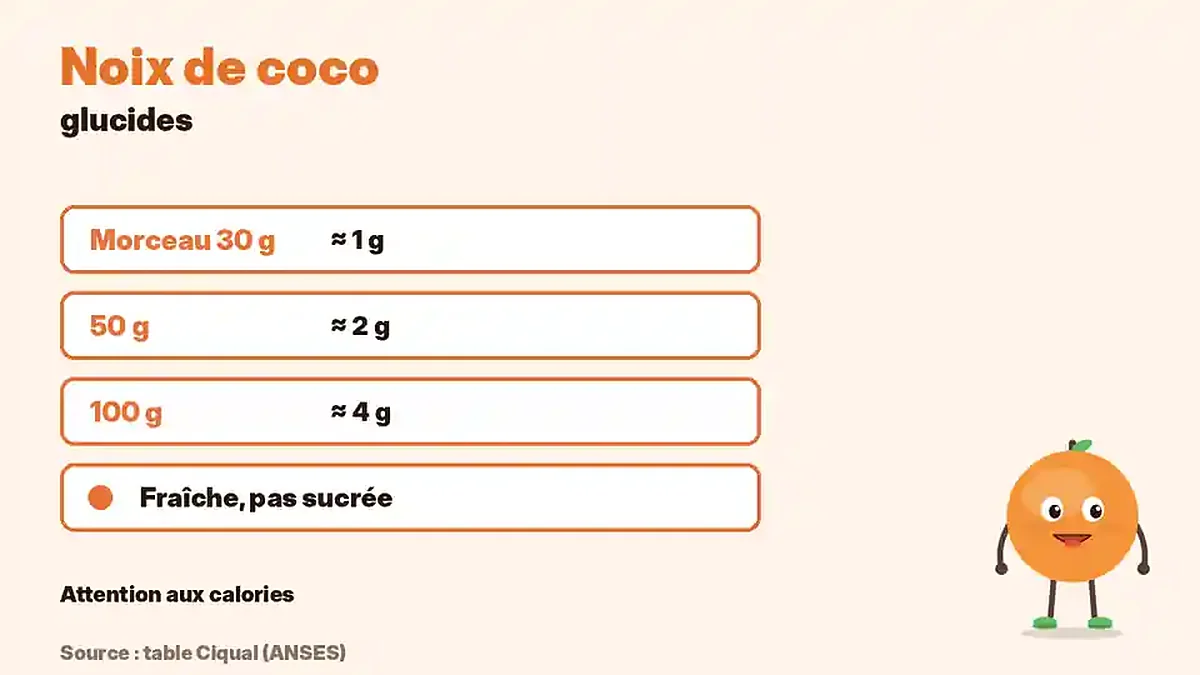 Noix de coco
glucides
Morceau 30 g ≈ 1 g
50 g ≈ 2 g
100 g ≈ 4 g
Fraîche, pas sucrée
Attention aux calories
Source : table Ciqual (ANSES)